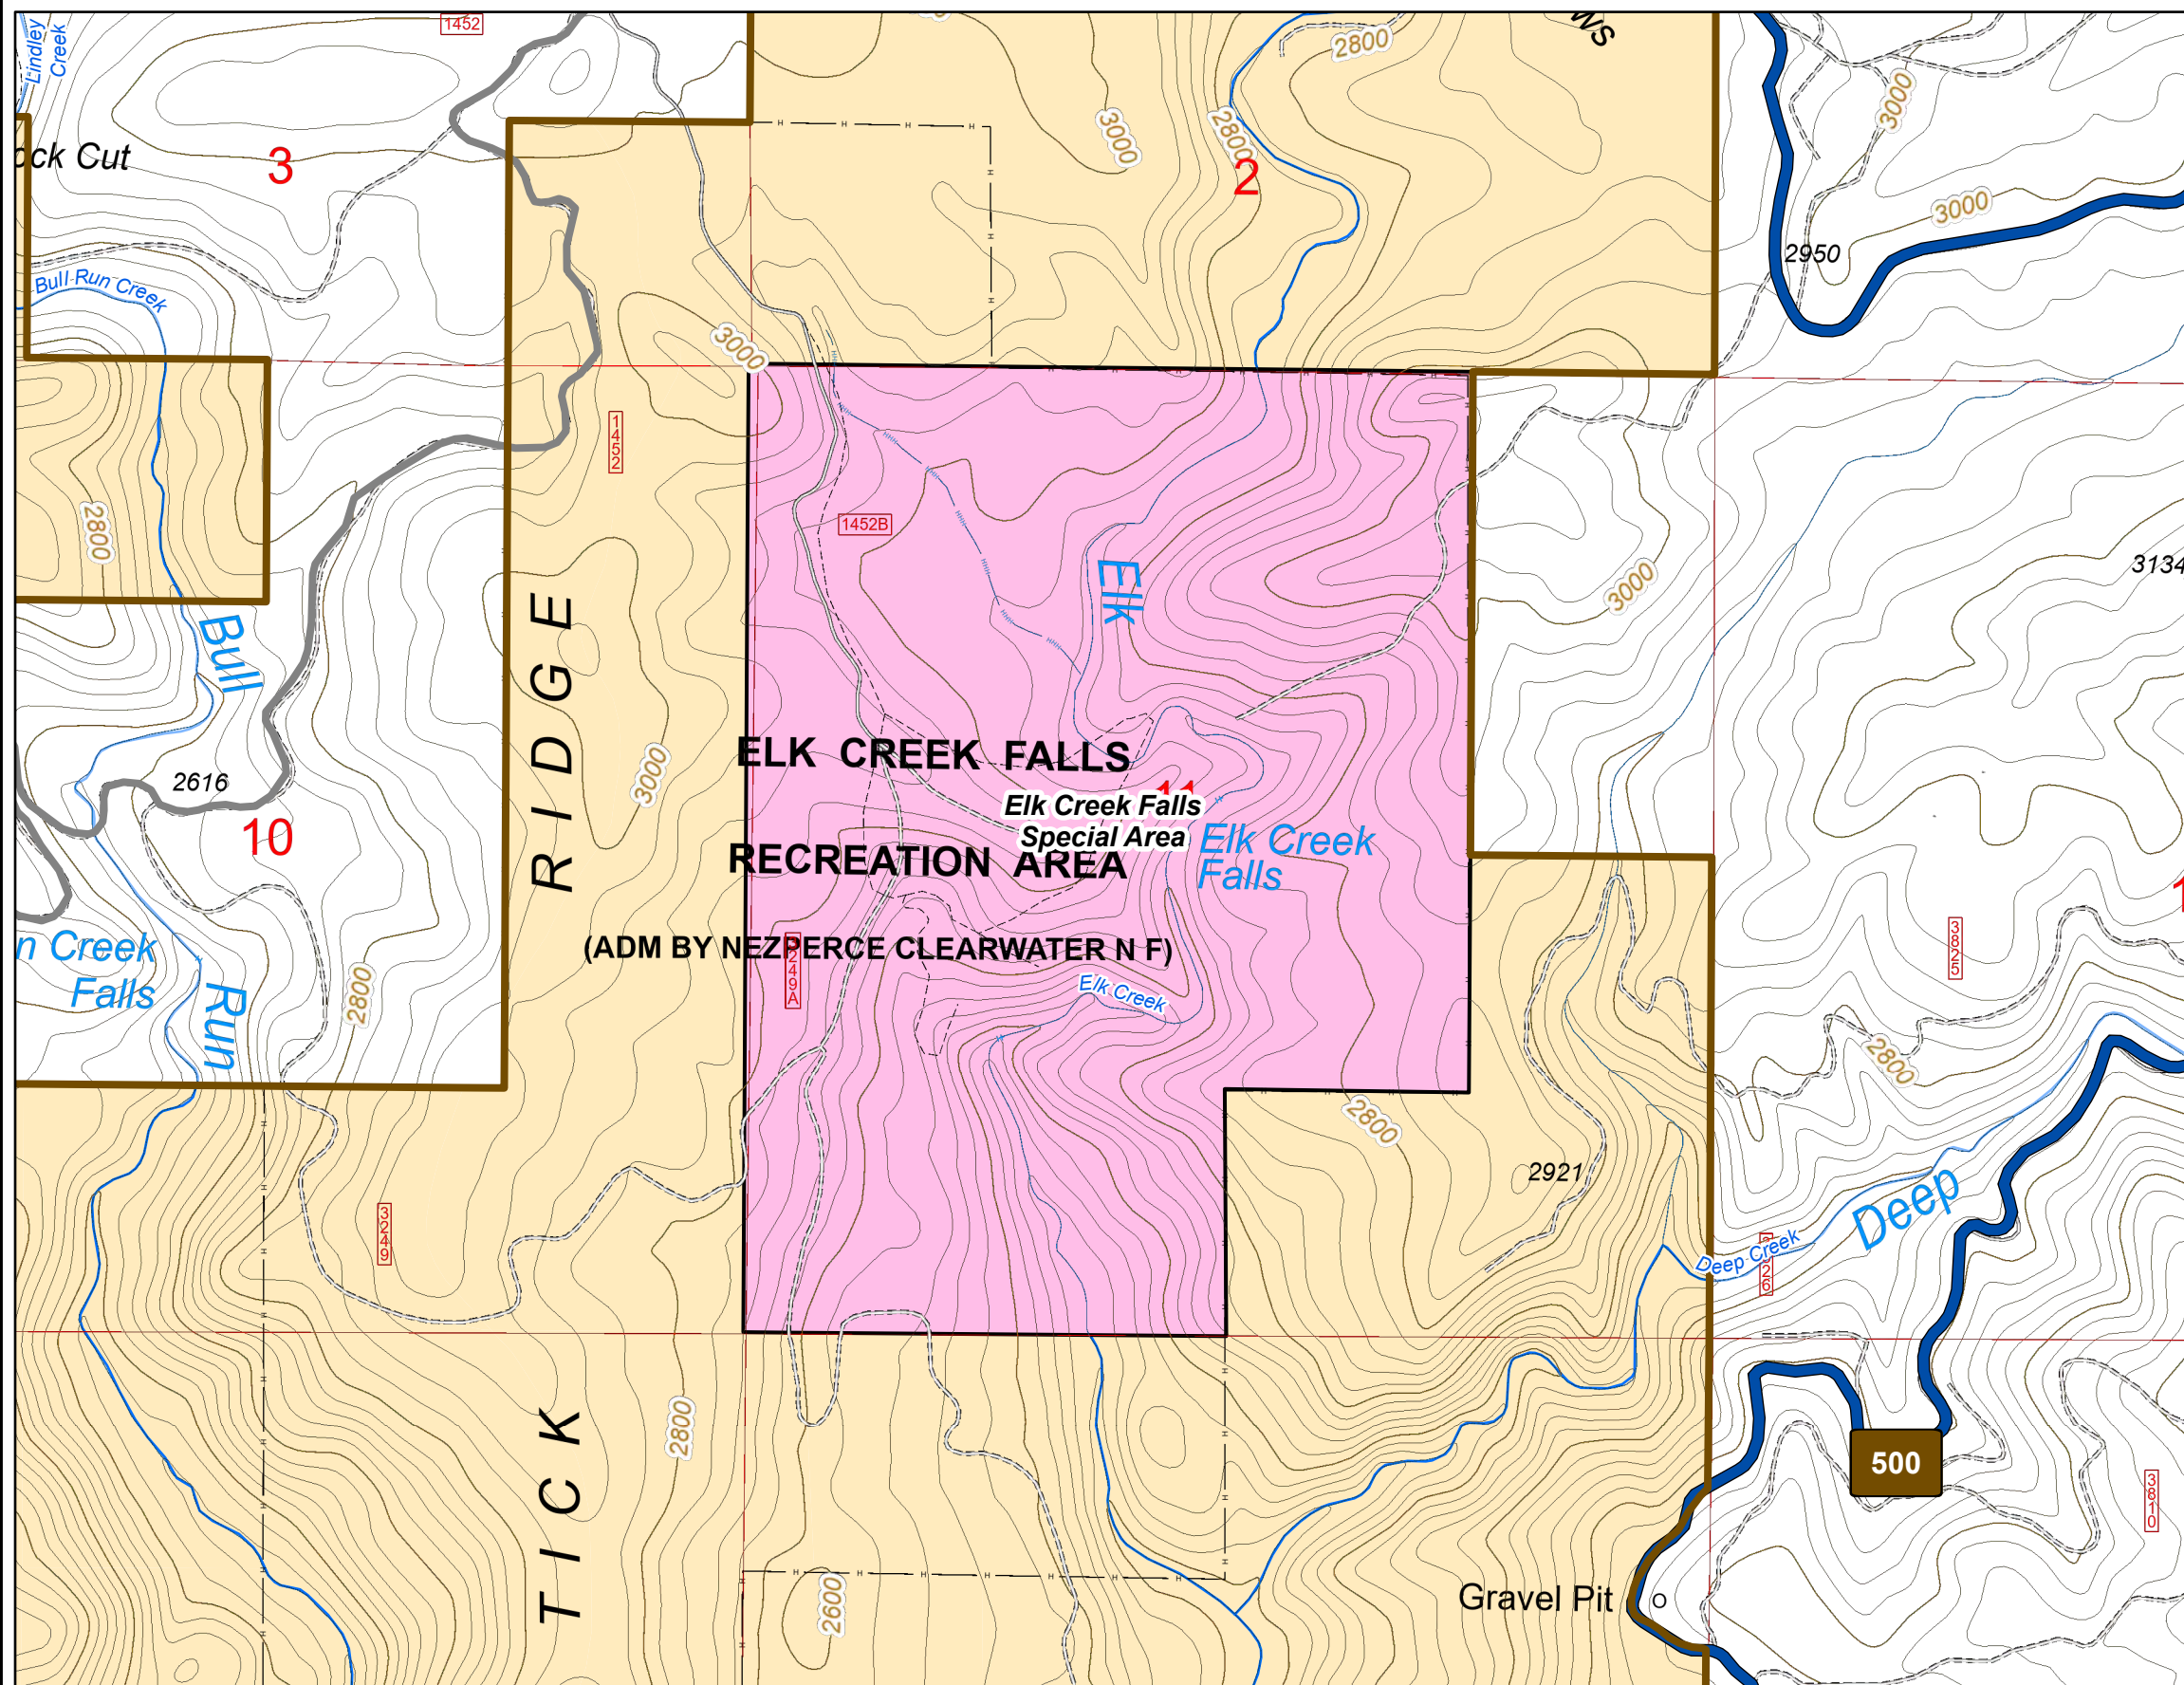 Lindley
Creek
1452
2800
3000
3000
2800
ck Cut
3
2
3000
2950
Bull Run Creek
3000
1452
1452B
2800
Elk
3134
3000
Bull
RIDGE
3000
ELK CREEK FALLS
2616
Elk Creek Falls
Special Area
10
Elk Creek
Falls
RECREATION AREA
(ADM BY NEZPERCE CLEARWATER N F)
3825
n Creek
Falls
Run
2800
Elk Creek
2800
2800
2921
Deep
3249
Deep Creek
TICK
2800
500
3810
2600
Gravel Pit